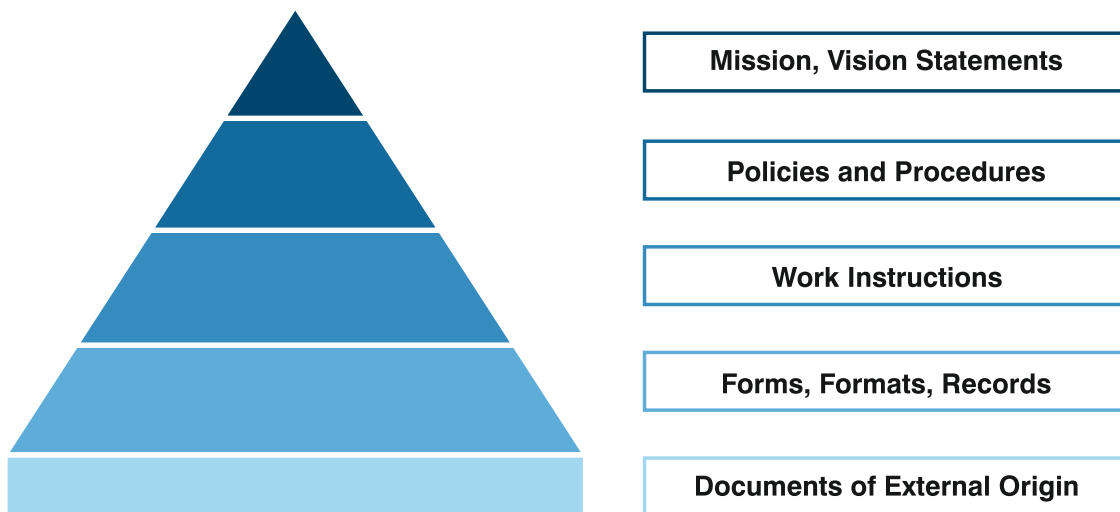 Mission, Vision Statements
Policies and Procedures
Work Instructions
Forms, Formats, Records
Documents of External Origin